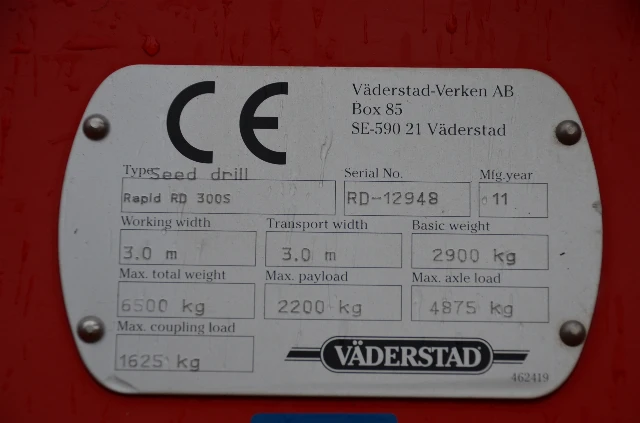 CE
Väderstad-Verken AB
Box 85
SE-590 21 Väderstad
Type Seed drill
Rapid RD 300S
Serial No.
RD-12948
Mfg.year
11
Working width
3.0 m
Transport width
3.0 m
Basic weight
2900 kg
Max. total weight
6500 kg
Max. payload
2200 kg
Max. axle load
4875 kg
Max. coupling load
1625 kg
VÄDERSTAD
462419